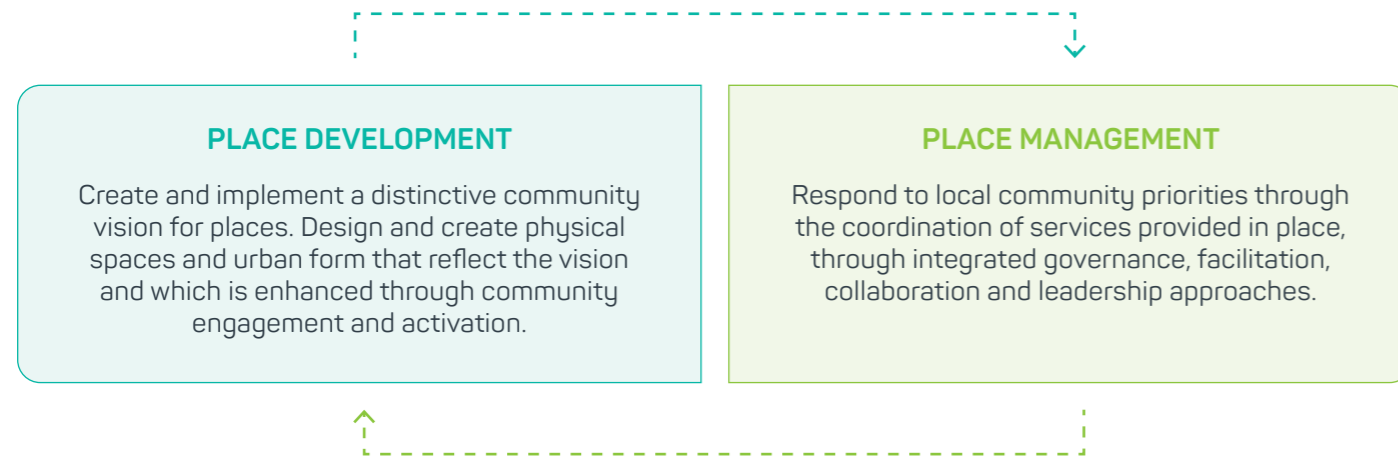 PLACE DEVELOPMENT
Create and implement a distinctive community
vision for places. Design and create physical
spaces and urban form that reflect the vision
and which is enhanced through community
engagement and activation.
PLACE MANAGEMENT
Respond to local community priorities through
the coordination of services provided in place,
through integrated governance, facilitation,
collaboration and leadership approaches.